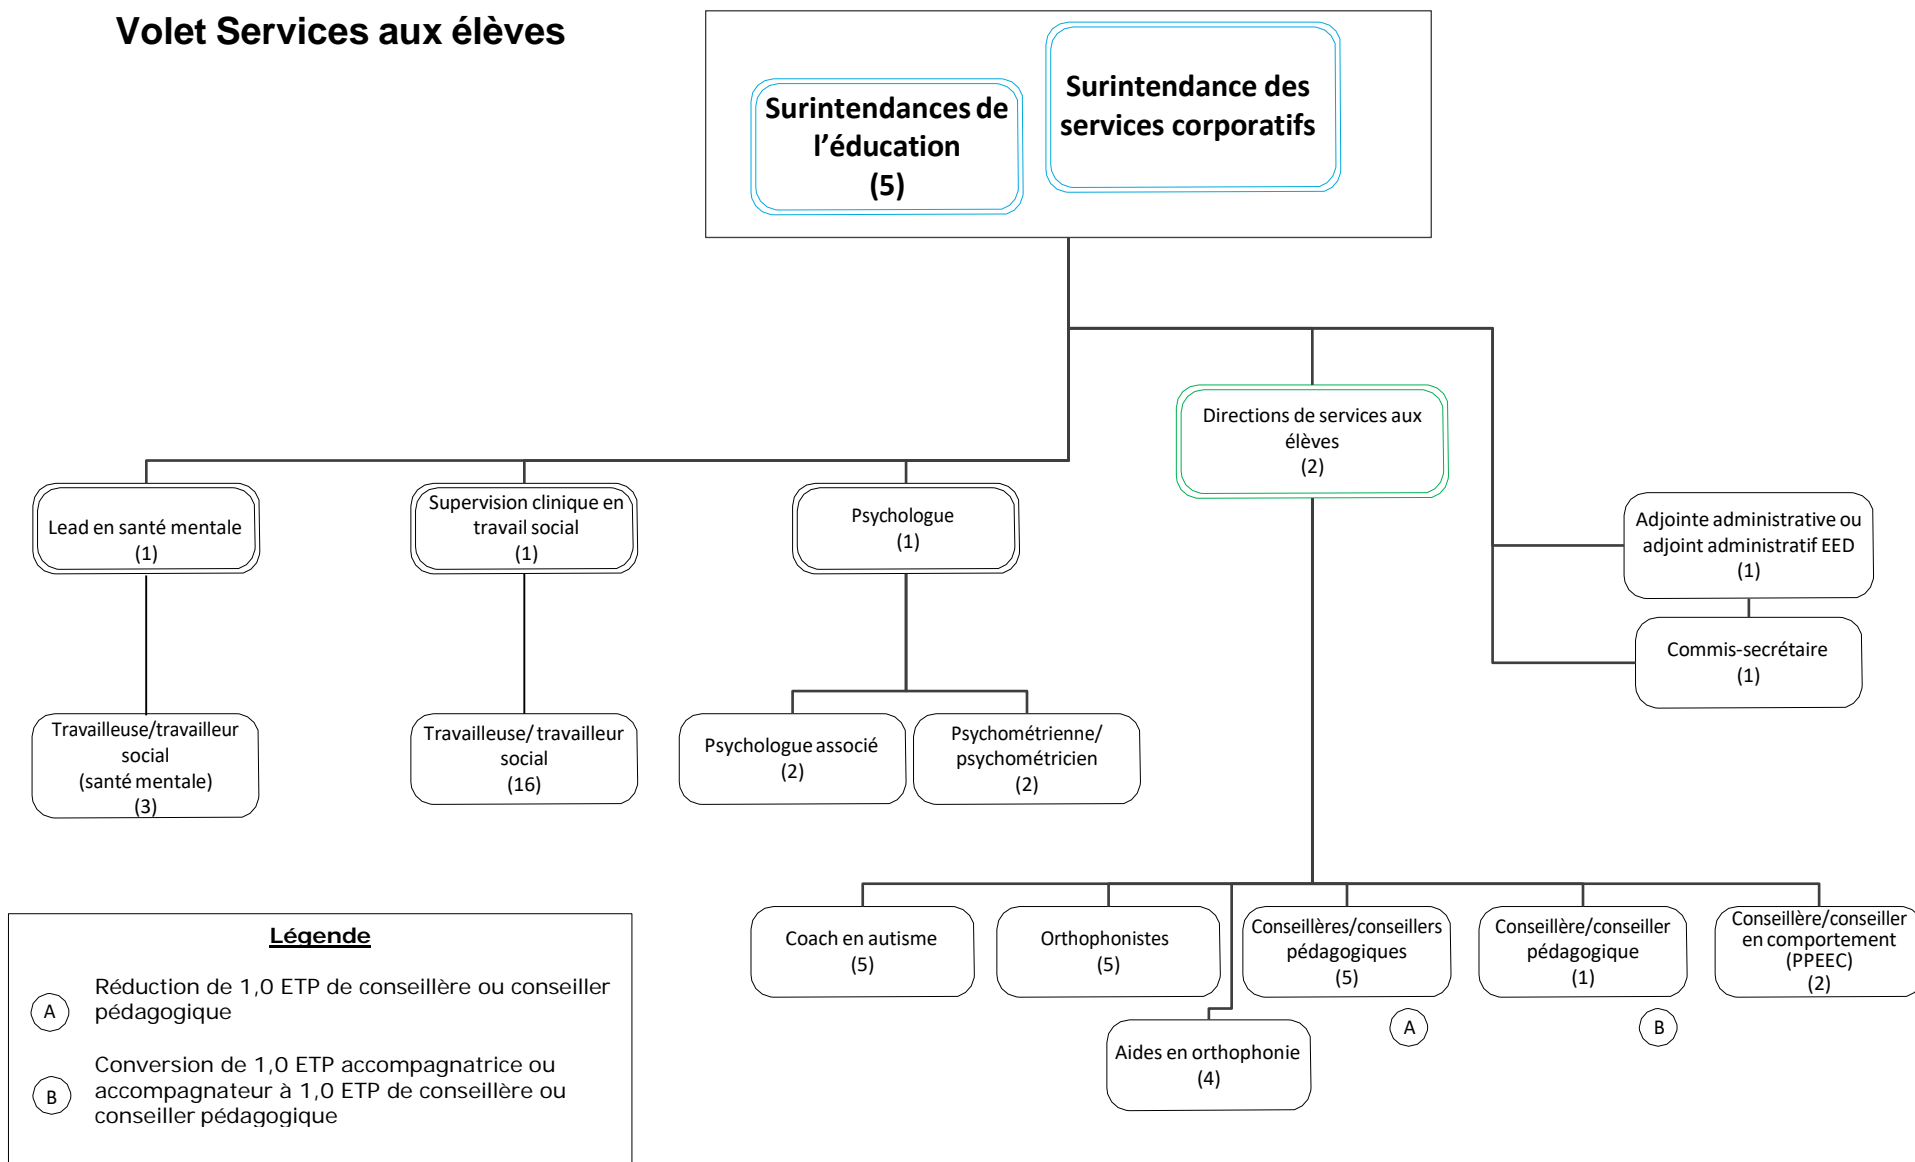 Volet Services aux élèves
Surintendances de
l’éducation
(5)
Surintendance des
services corporatifs
Directions de services aux
élèves
(2)
Lead en santé mentale
(1)
Supervision clinique en
travail social
(1)
Psychologue
(1)
Adjointe administrative ou
adjoint administratif EED
(1)
Commis-secrétaire
(1)
Travailleuse/travailleur
social
(santé mentale)
(3)
Travailleuse/ travailleur
social
(16)
Psychologue associé
(2)
Psychométrienne/
psychométricien
(2)
Coach en autisme
(5)
Orthophonistes
(5)
Conseillères/conseillers
pédagogiques
(5)
Conseillère/conseiller
pédagogique
(1)
Conseillère/conseiller
en comportement
(PPEEC)
(2)
A
B
Aides en orthophonie
(4)
Légende
A
Réduction de 1,0 ETP de conseillère ou conseiller
pédagogique
B
Conversion de 1,0 ETP accompagnatrice ou
accompagnateur à 1,0 ETP de conseillère ou
conseiller pédagogique